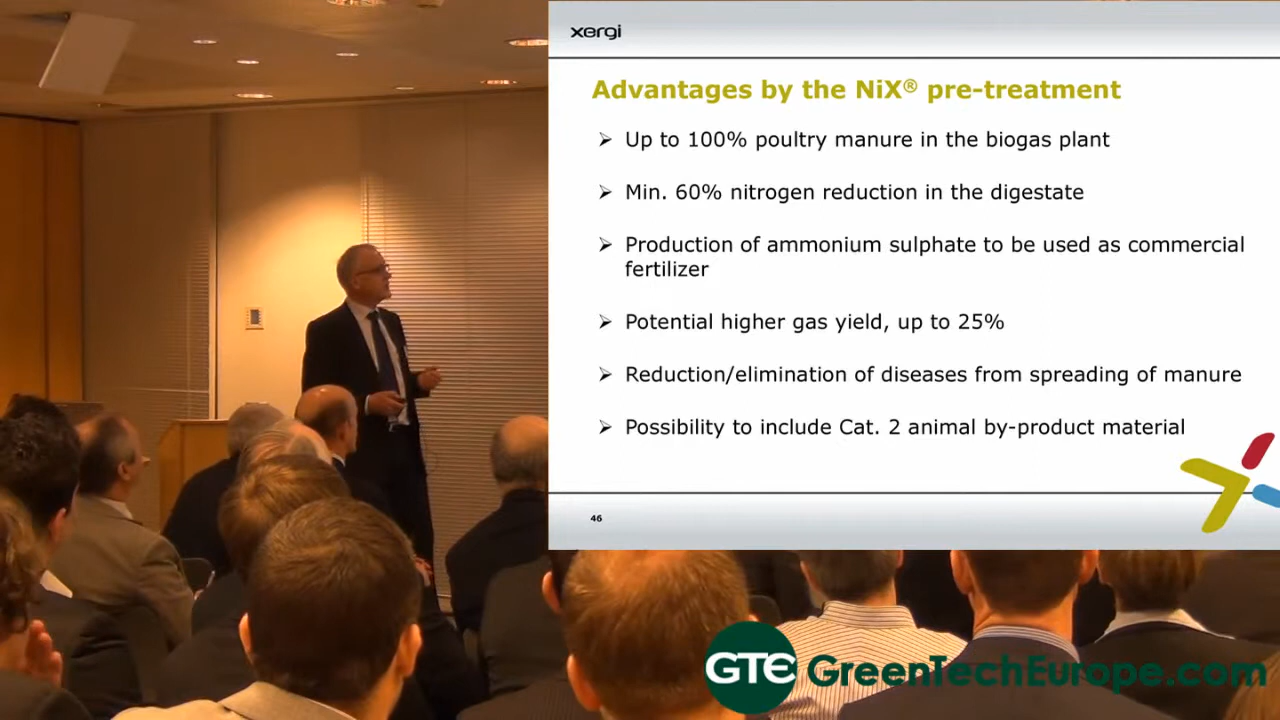 xergi
Advantages by the NiX® pre-treatment
➢ Up to 100% poultry manure in the biogas plant
➢ Min. 60% nitrogen reduction in the digestate
➢ Production of ammonium sulphate to be used as commercial
fertilizer
➢ Potential higher gas yield, up to 25%
➢ Reduction/elimination of diseases from spreading of manure
➢ Possibility to include Cat. 2 animal by-product material
46
GTE GreenTechEurope.com